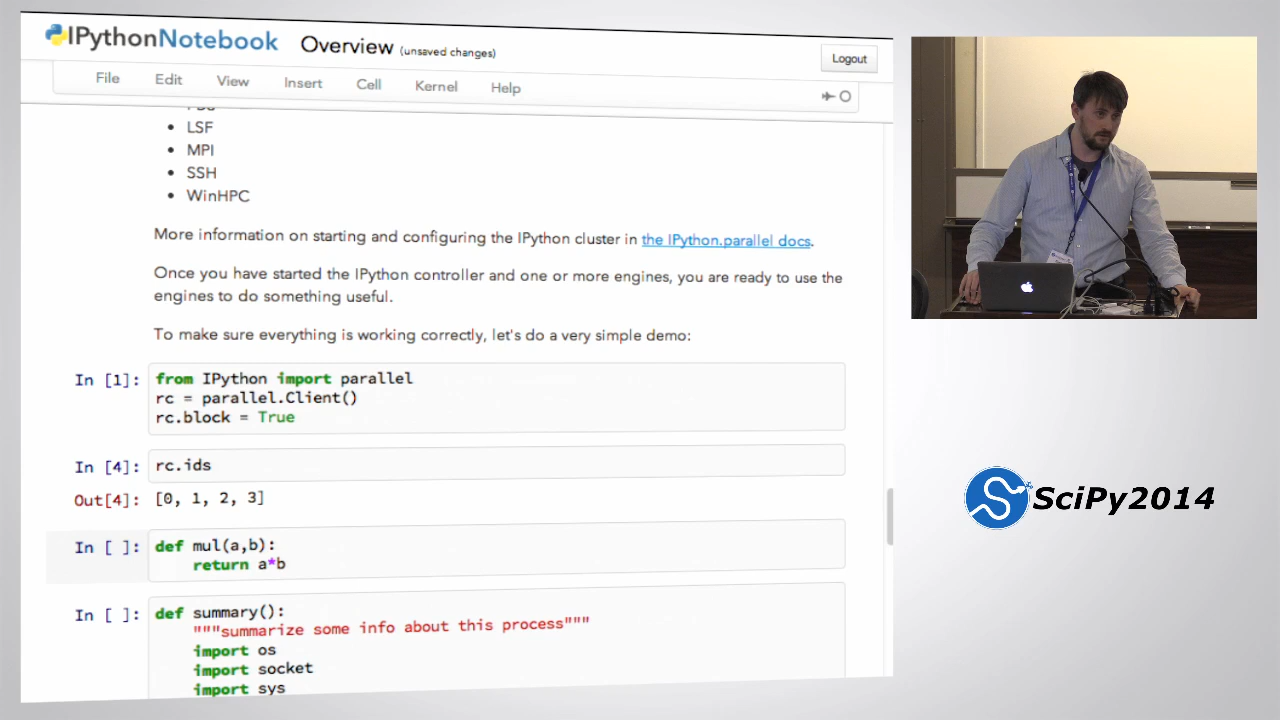 IPythonNotebook Overview (unsaved changes) Logout
File Edit View Insert Cell Kernel Help
LSF
MPI
SSH
WinHPC
More information on starting and configuring the IPython cluster in the IPython.parallel docs.
Once you have started the IPython controller and one or more engines, you are ready to use the
engines to do something useful.
To make sure everything is working correctly, let's do a very simple demo:
In [1]: from IPython import parallel
rc = parallel.Client()
rc.block = True
In [4]: rc.ids
Out[4]: [0, 1, 2, 3]
In [ ]: def mul(a,b):
return a*b
In [ ]: def summary():
"""summarize some info about this process"""
import os
import socket
import sys
SciPy2014